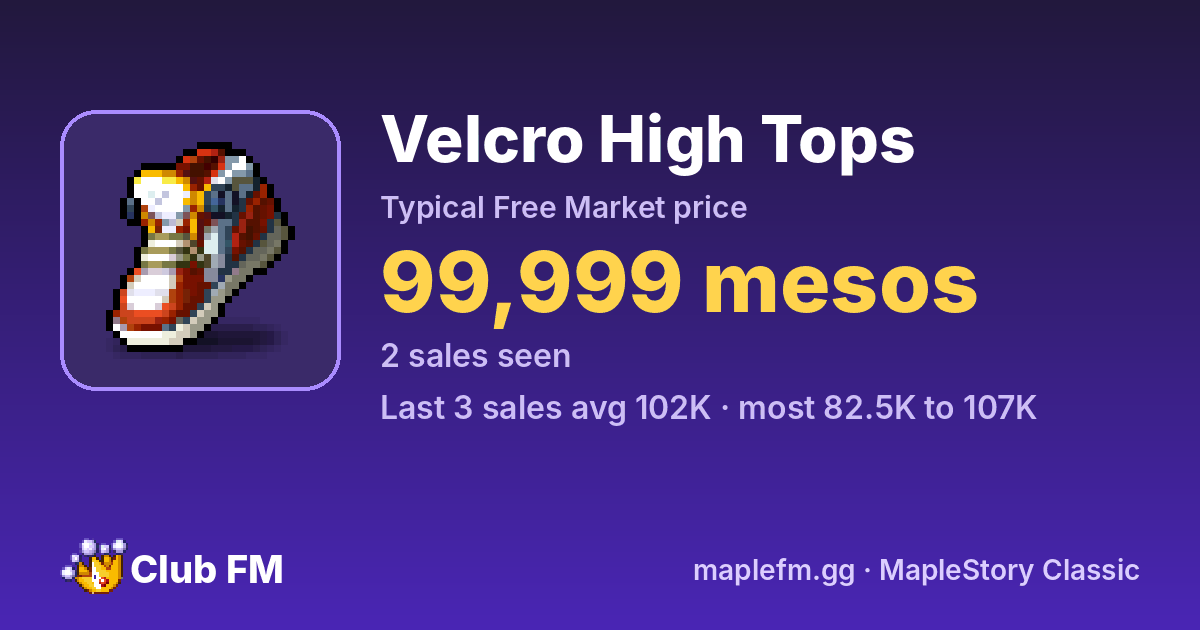 Velcro High Tops
Typical Free Market price
99,999 mesos
2 sales seen
Last 3 sales avg 102K · most 82.5K to 107K
Club FM
maplefm.gg · MapleStory Classic